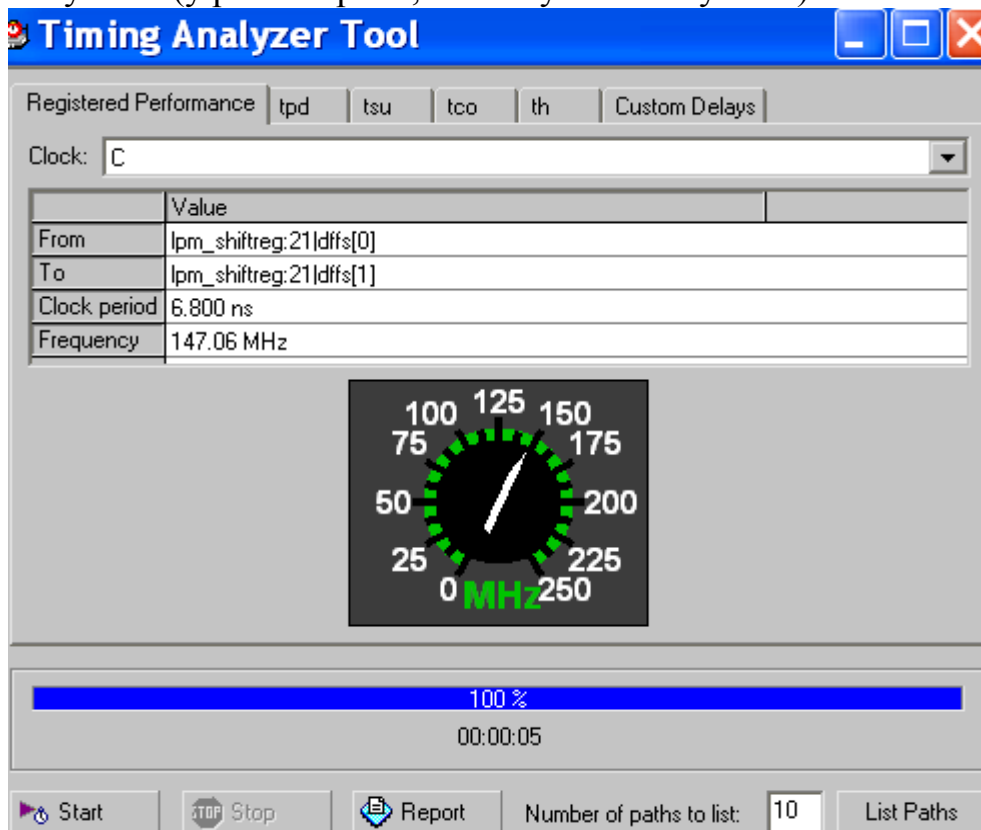 Timing Analyzer Tool
Registered Performance tpd tsu tco th Custom Delays
Clock: C
Value
From lpm_shiftreg:21|dffs[0]
To lpm_shiftreg:21|dffs[1]
Clock period 6.800 ns
Frequency 147.06 MHz
100 125 150
75 175
50 200
25 225
0 MHz 250
100 %
00:00:05
Start STOP Stop Report Number of paths to list: 10 List Paths